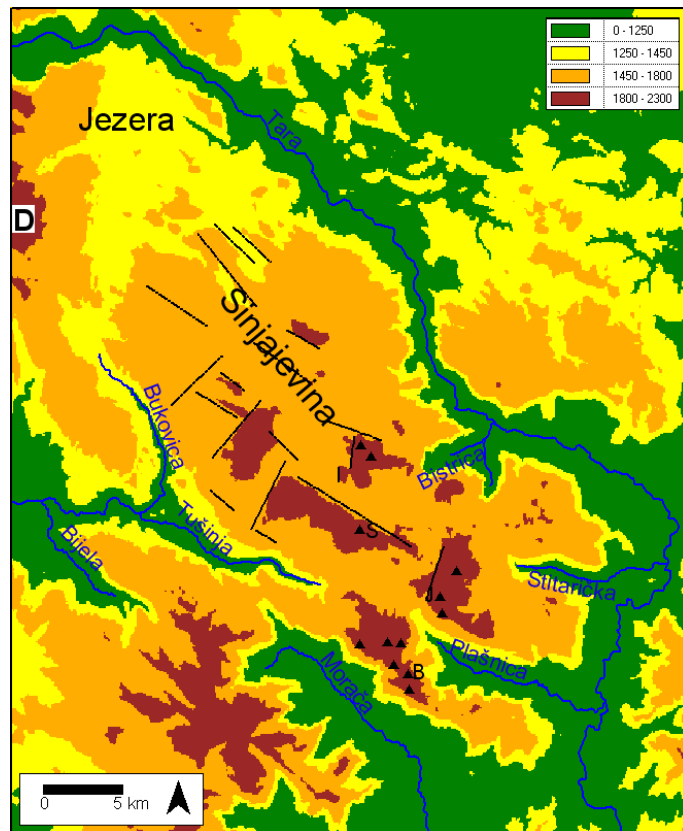 0 - 1250
1250 - 1450
1450 - 1800
1800 - 2300
Jezera
Tara
D
Sinjajevina
Bukovica
Bistrica
I
S
Tušinja
Bijela
Štitarička
J
Plašnica
B
Morača
0 5 km